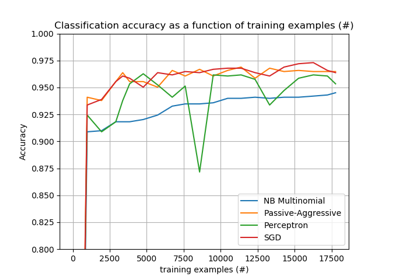 Classification accuracy as a function of training examples (#)
1.000
0.975
0.950
0.925
0.900
0.875
0.850
0.825
0.800
Accuracy
0 2500 5000 7500 10000 12500 15000 17500
training examples (#)
NB Multinomial
Passive-Aggressive
Perceptron
SGD